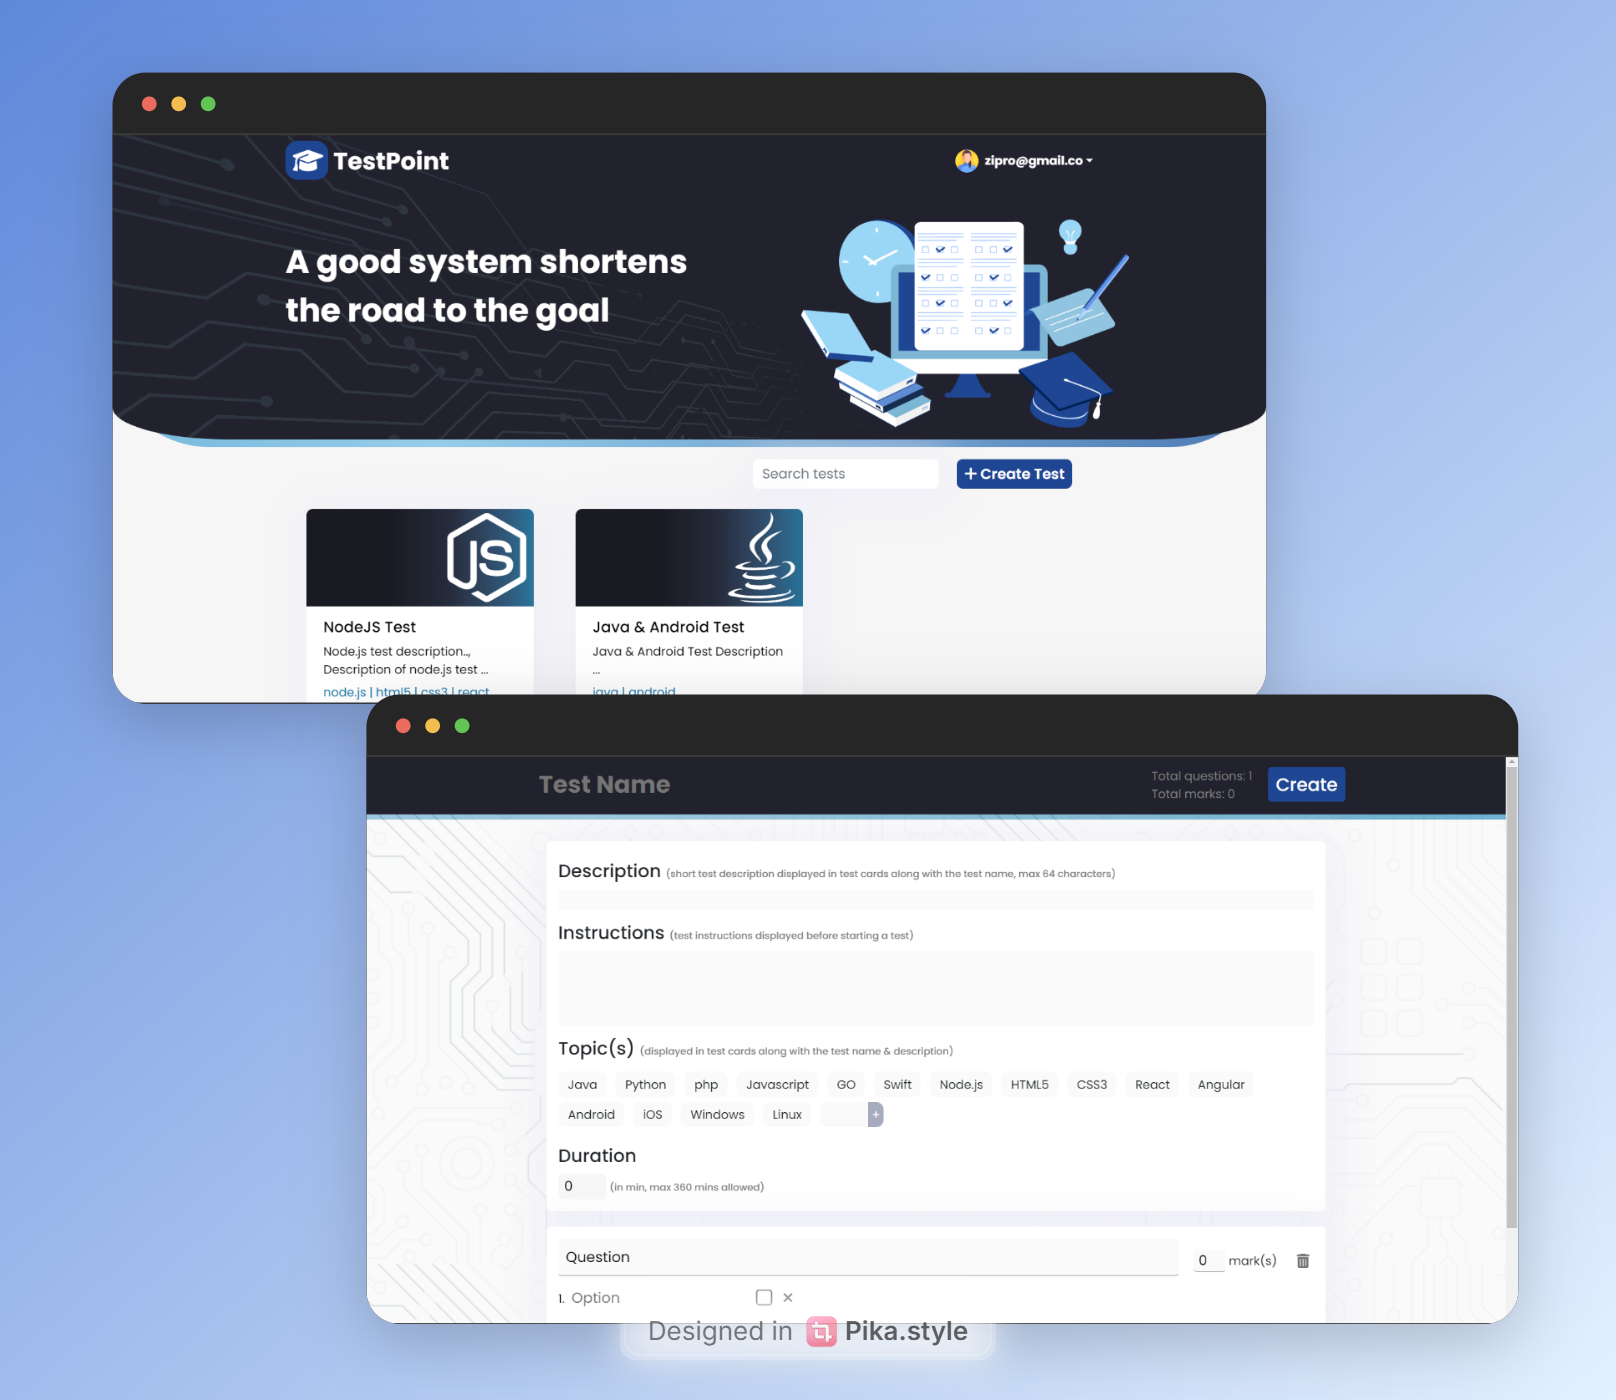 TestPoint
zipro@gmail.co
A good system shortens
the road to the goal
Search tests
+ Create Test
JS
NodeJS Test
Node.js test description..,
Description of node.js test ...
node.js | html5 | css3 | react
Java & Android Test
Java & Android Test Description
...
java | android
Test Name
Total questions: 1
Total marks: 0
Create
Description (short test description displayed in test cards along with the test name, max 64 characters)
Instructions (test instructions displayed before starting a test)
Topic(s) (displayed in test cards along with the test name & description)
Java Python php Javascript GO Swift Node.js HTML5 CSS3 React Angular
Android iOS Windows Linux +
Duration
0 (in min, max 360 mins allowed)
Question 0 mark(s)
1. Option
Designed in Pika.style